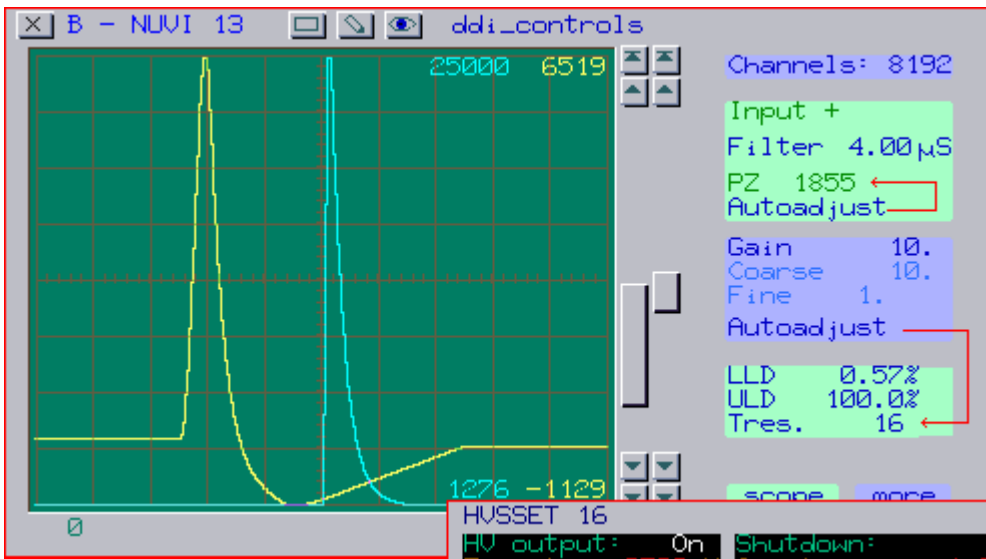 B - NUVI 13 ddi_controls
25000 6519
Channels: 8192
Input +
Filter 4.00µS
PZ 1855
Autoadjust
Gain 10.
Coarse 10.
Fine 1.
Autoadjust
LLD 0.57%
ULD 100.0%
Tres. 16
1276 -1129
scope more
0
HVSSET 16
HV output: On Shutdown: